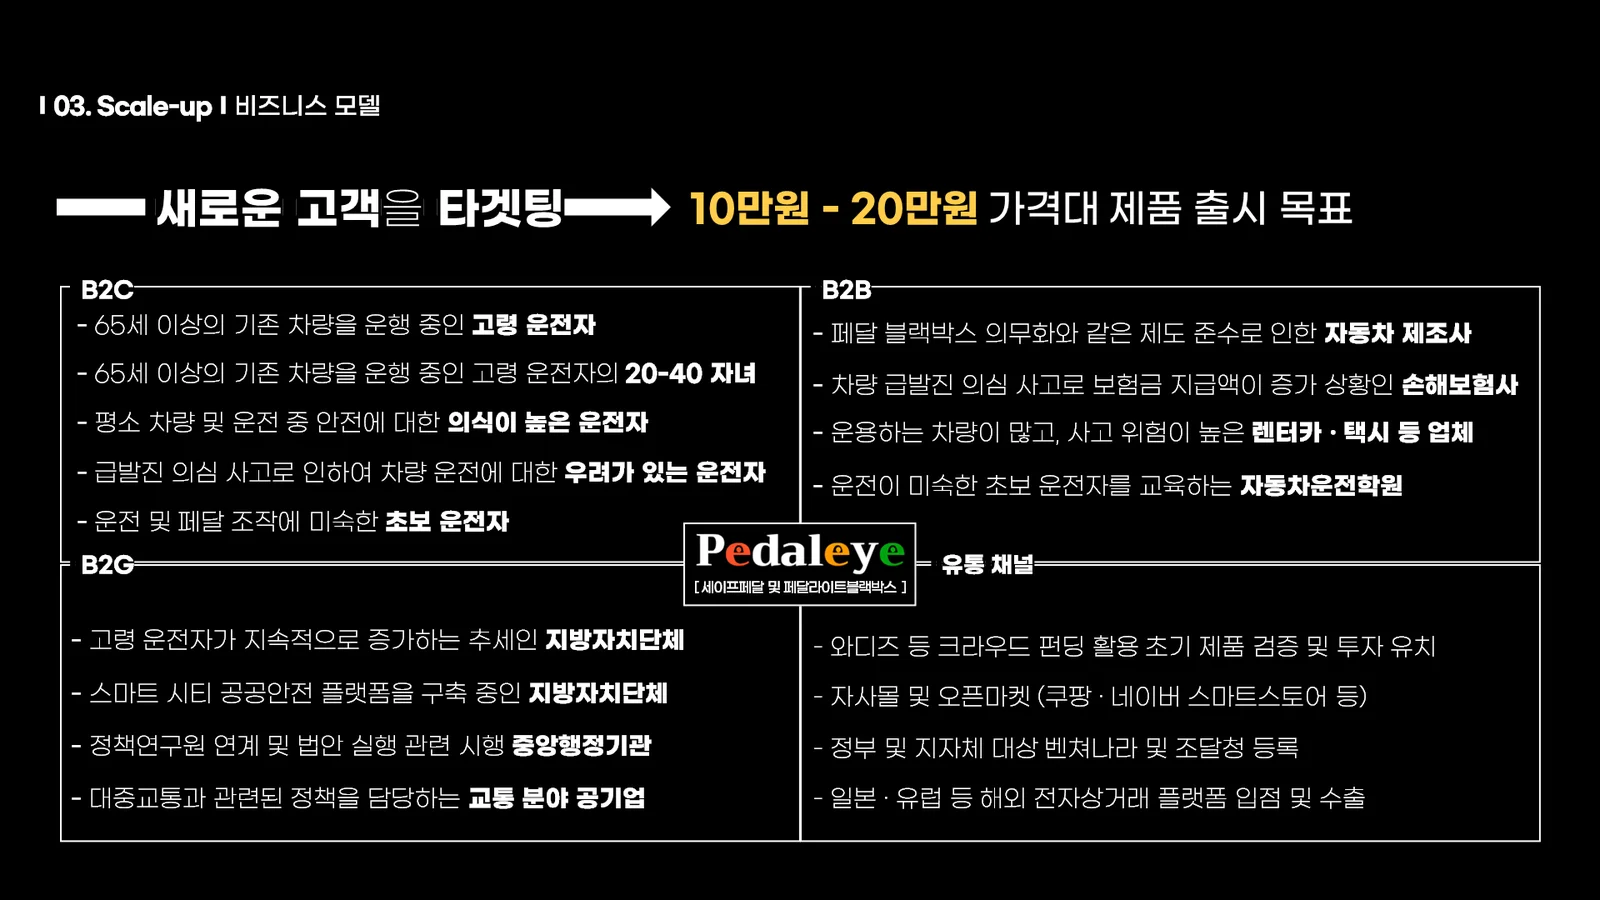 I 03. Scale-up I 비즈니스 모델
새로운 고객을 타겟팅 10만원 - 20만원 가격대 제품 출시 목표
B2C
- 65세 이상의 기존 차량을 운행 중인 고령 운전자
- 65세 이상의 기존 차량을 운행 중인 고령 운전자의 20-40 자녀
- 평소 차량 및 운전 중 안전에 대한 의식이 높은 운전자
- 급발진 의심 사고로 인하여 차량 운전에 대한 우려가 있는 운전자
- 운전 및 페달 조작에 미숙한 초보 운전자
B2B
- 페달 블랙박스 의무화와 같은 제도 준수로 인한 자동차 제조사
- 차량 급발진 의심 사고로 보험금 지급액이 증가 상황인 손해보험사
- 운용하는 차량이 많고, 사고 위험이 높은 렌터카 · 택시 등 업체
- 운전이 미숙한 초보 운전자를 교육하는 자동차운전학원
Pedaleye
[ 세이프페달 및 페달라이트블랙박스 ]
B2G
- 고령 운전자가 지속적으로 증가하는 추세인 지방자치단체
- 스마트 시티 공공안전 플랫폼을 구축 중인 지방자치단체
- 정책연구원 연계 및 법안 실행 관련 시행 중앙행정기관
- 대중교통과 관련된 정책을 담당하는 교통 분야 공기업
유통 채널
- 와디즈 등 크라우드 펀딩 활용 초기 제품 검증 및 투자 유치
- 자사몰 및 오픈마켓 (쿠팡 · 네이버 스마트스토어 등)
- 정부 및 지자체 대상 벤쳐나라 및 조달청 등록
- 일본 · 유럽 등 해외 전자상거래 플랫폼 입점 및 수출